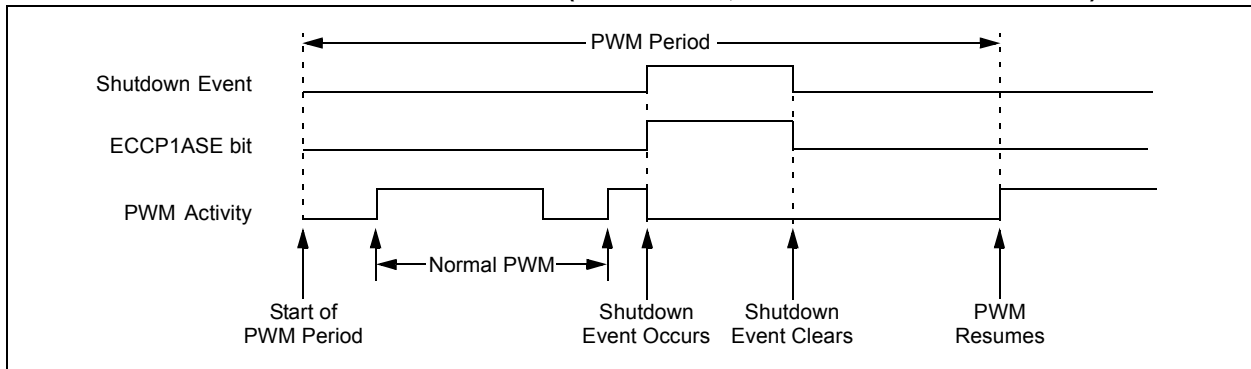 PWM Period
Shutdown Event
ECCP1ASE bit
PWM Activity
Normal PWM
Start of
PWM Period
Shutdown
Event Occurs
Shutdown
Event Clears
PWM
Resumes